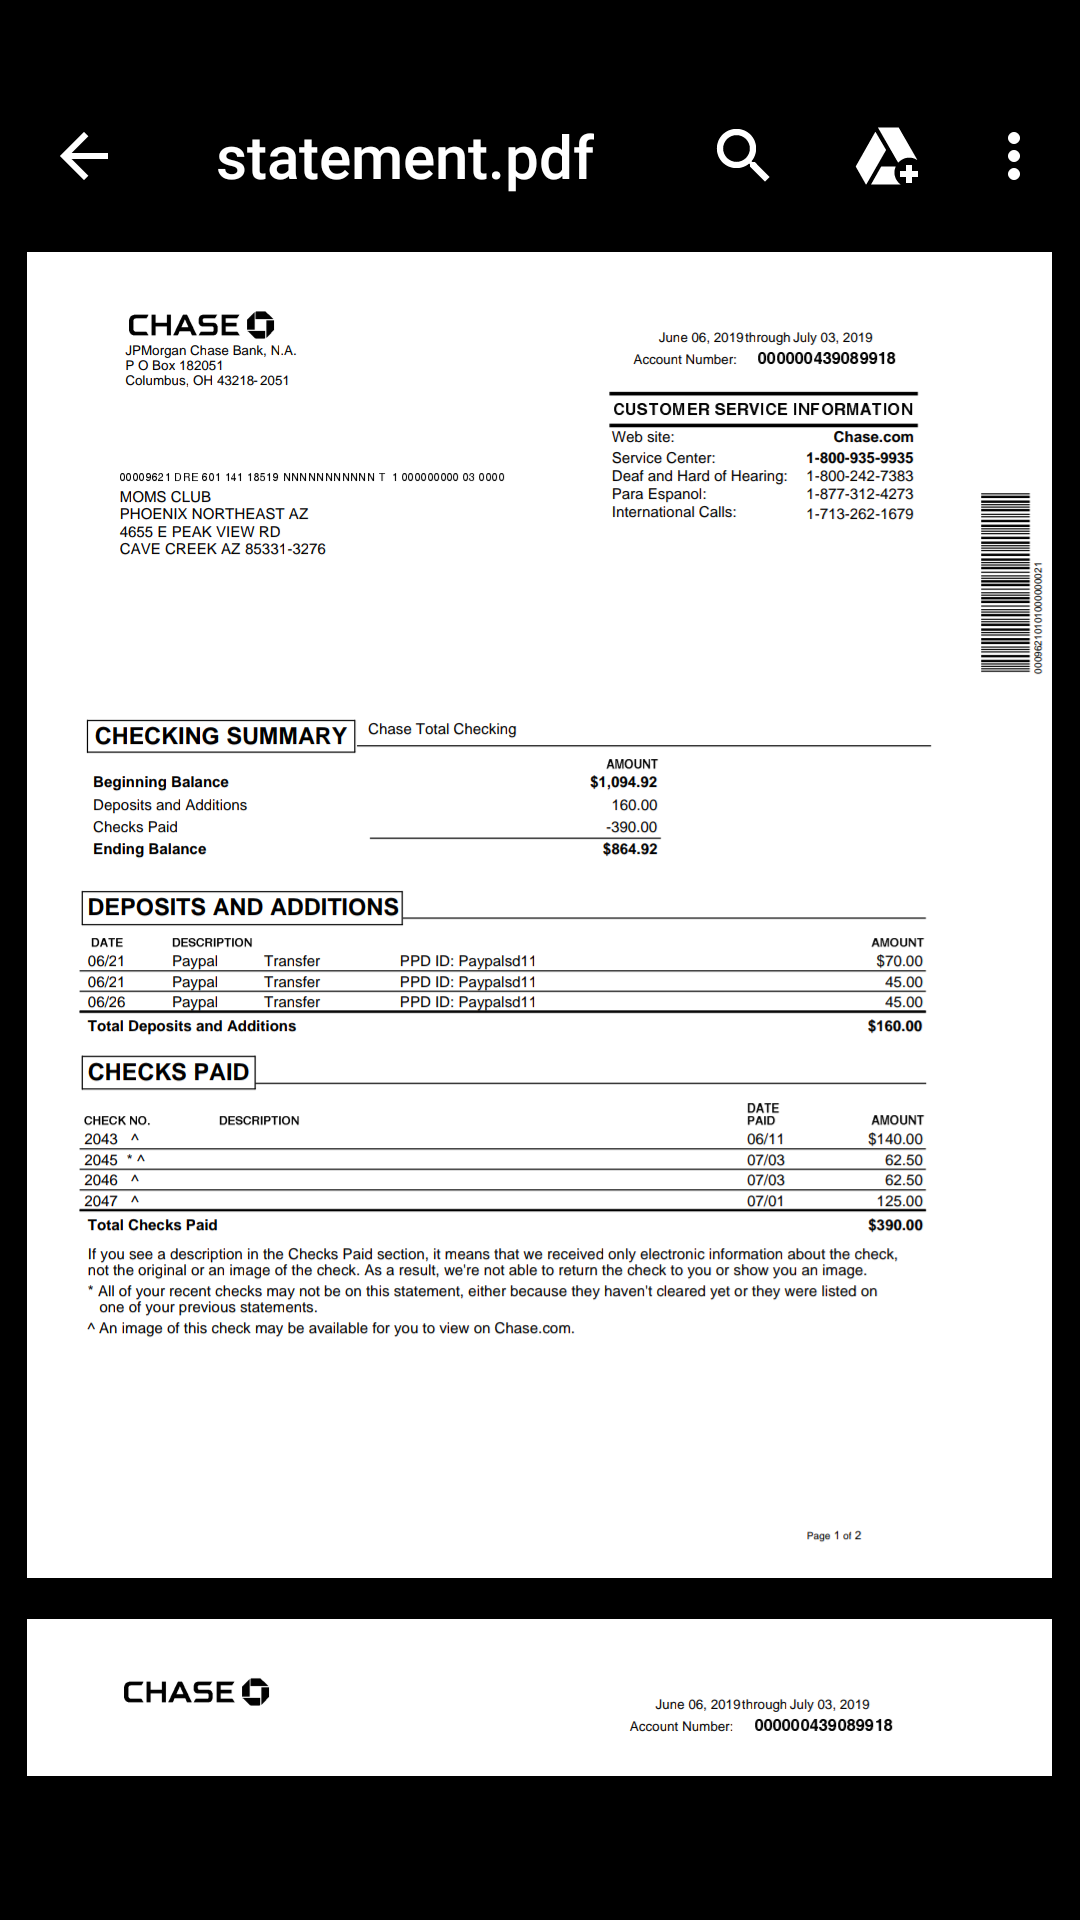 statement.pdf
CHASE
JPMorgan Chase Bank, N.A.
P O Box 182051
Columbus, OH 43218-2051
June 06, 2019 through July 03, 2019
Account Number: 000000439089918
CUSTOMER SERVICE INFORMATION
Web site: Chase.com
Service Center: 1-800-935-9935
Deaf and Hard of Hearing: 1-800-242-7383
Para Espanol: 1-877-312-4273
International Calls: 1-713-262-1679
00009621 DRE 601 141 18519 NNNNNNNNNNN T 1 000000000 03 0000
MOMS CLUB
PHOENIX NORTHEAST AZ
4655 E PEAK VIEW RD
CAVE CREEK AZ 85331-3276
00096210101000000021
CHECKING SUMMARY Chase Total Checking
AMOUNT
Beginning Balance $1,094.92
Deposits and Additions 160.00
Checks Paid -390.00
Ending Balance $864.92
DEPOSITS AND ADDITIONS
DATE DESCRIPTION AMOUNT
06/21 Paypal Transfer PPD ID: Paypalsd11 $70.00
06/21 Paypal Transfer PPD ID: Paypalsd11 45.00
06/26 Paypal Transfer PPD ID: Paypalsd11 45.00
Total Deposits and Additions $160.00
CHECKS PAID
CHECK NO. DESCRIPTION DATE PAID AMOUNT
2043 ^ 06/11 $140.00
2045 * ^ 07/03 62.50
2046 ^ 07/03 62.50
2047 ^ 07/01 125.00
Total Checks Paid $390.00
If you see a description in the Checks Paid section, it means that we received only electronic information about the check,
not the original or an image of the check. As a result, we're not able to return the check to you or show you an image.
* All of your recent checks may not be on this statement, either because they haven't cleared yet or they were listed on
one of your previous statements.
^ An image of this check may be available for you to view on Chase.com.
Page 1 of 2
CHASE
June 06, 2019 through July 03, 2019
Account Number: 000000439089918